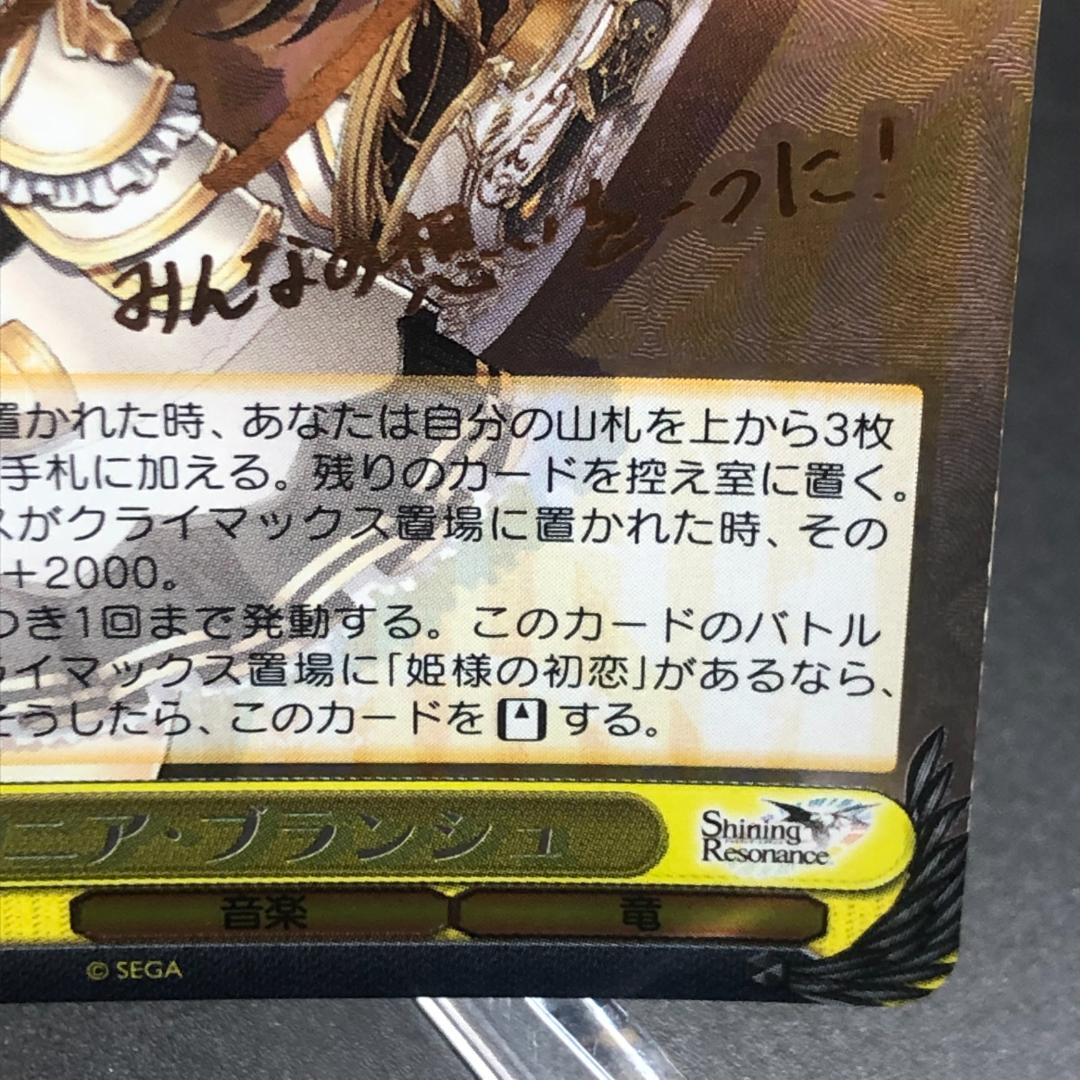 みんなの想いを一つに!
置かれた時、あなたは自分の山札を上から3枚
手札に加える。残りのカードを控え室に置く。
スがクライマックス置場に置かれた時、その
+2000。
つき1回まで発動する。このカードのバトル
ライマックス置場に「姫様の初恋」があるなら、
そうしたら、このカードを する。
ニア・ブランシュ
Shining
Resonance
音楽 竜
© SEGA